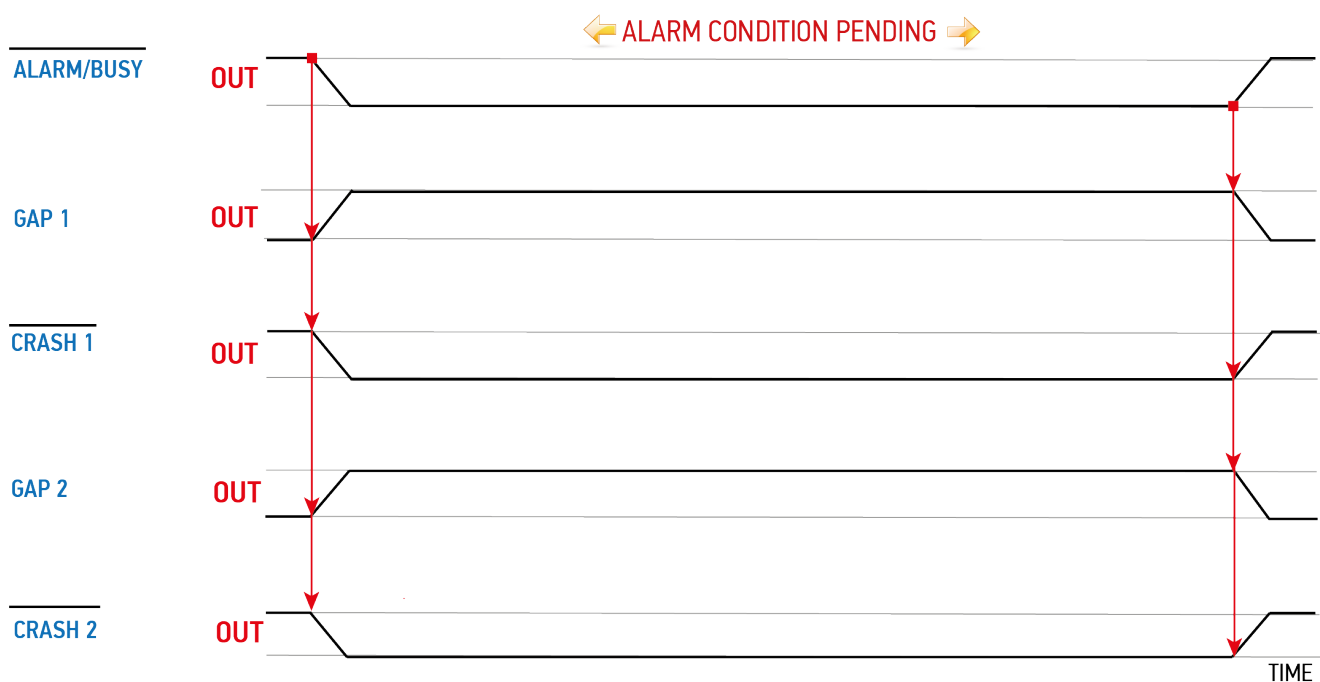 ALARM CONDITION PENDING
ALARM/BUSY OUT
GAP 1 OUT
CRASH 1 OUT
GAP 2 OUT
CRASH 2 OUT
TIME